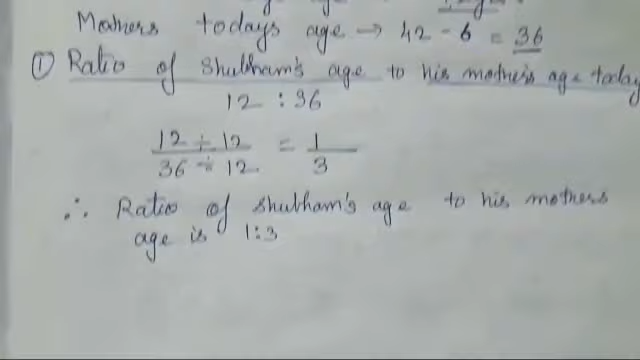 Mothers todays age → 42 - 6 = 36
① Ratio of Shubham's age to his mother's age today
12 : 36
12 ÷ 12 = 1
36 ÷ 12 3
∴ Ratio of Shubham's age to his mothers
age is 1:3